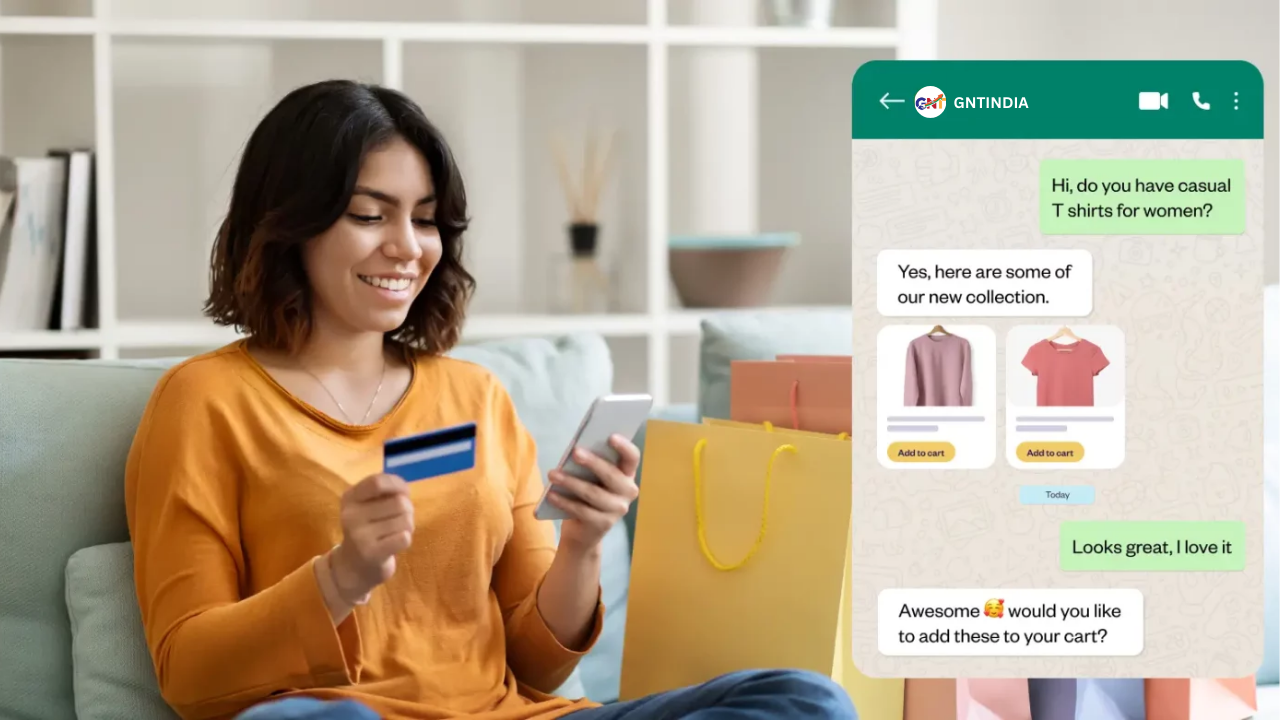 GNT GNTINDIA
Hi, do you have casual
T shirts for women?
Yes, here are some of
our new collection.
Add to cart Add to cart
Today
Looks great, I love it
Awesome 🥰 would you like
to add these to your cart?